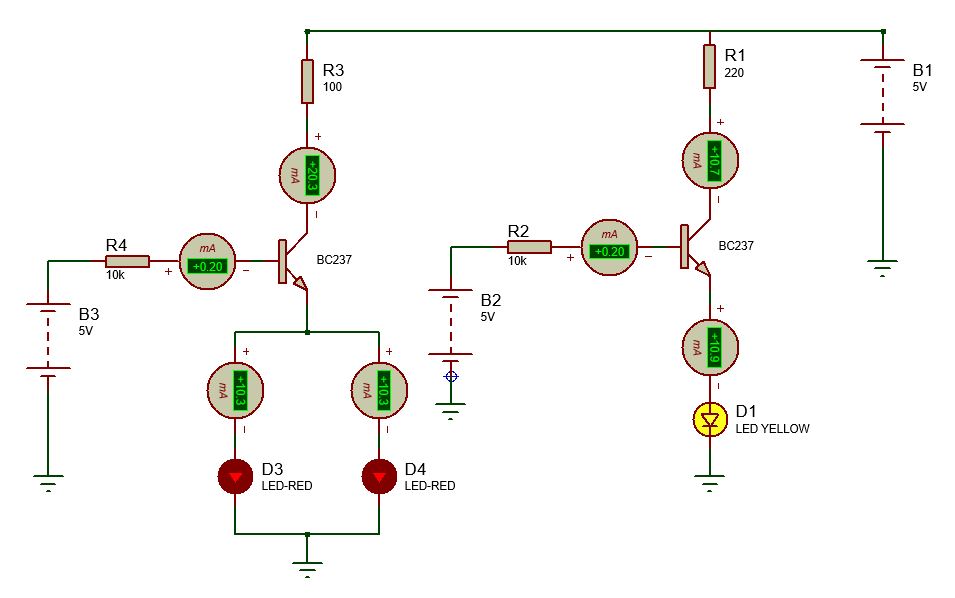 R3
100
R1
220
B1
5V
+
+20.3
mA
-
+
+10.7
mA
-
R4
10k
mA
+0.20
+
-
BC237
R2
10k
mA
+0.20
+
-
BC237
B3
5V
B2
5V
+
+10.3
mA
-
+
+10.3
mA
-
+
+10.9
mA
-
D1
LED YELLOW
D3
LED-RED
D4
LED-RED